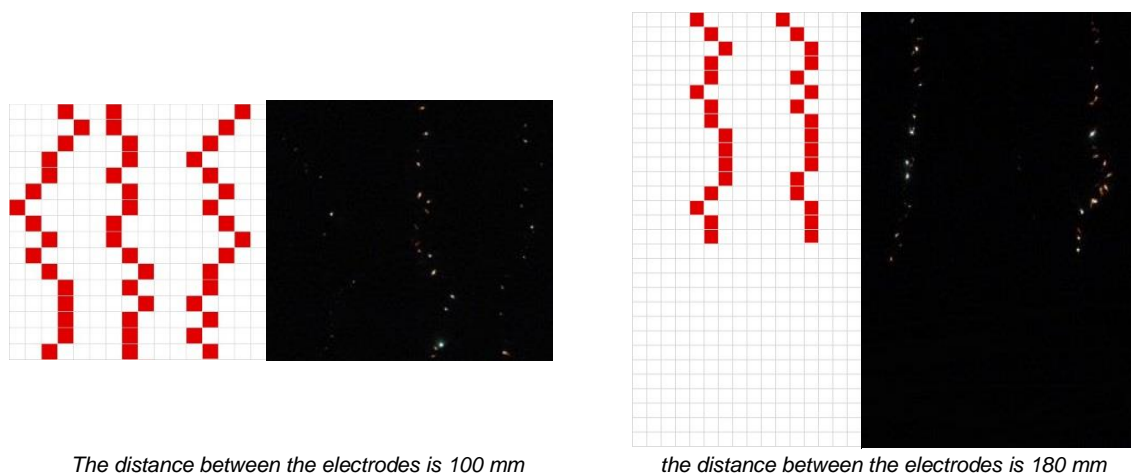 The distance between the electrodes is 100 mm
the distance between the electrodes is 180 mm